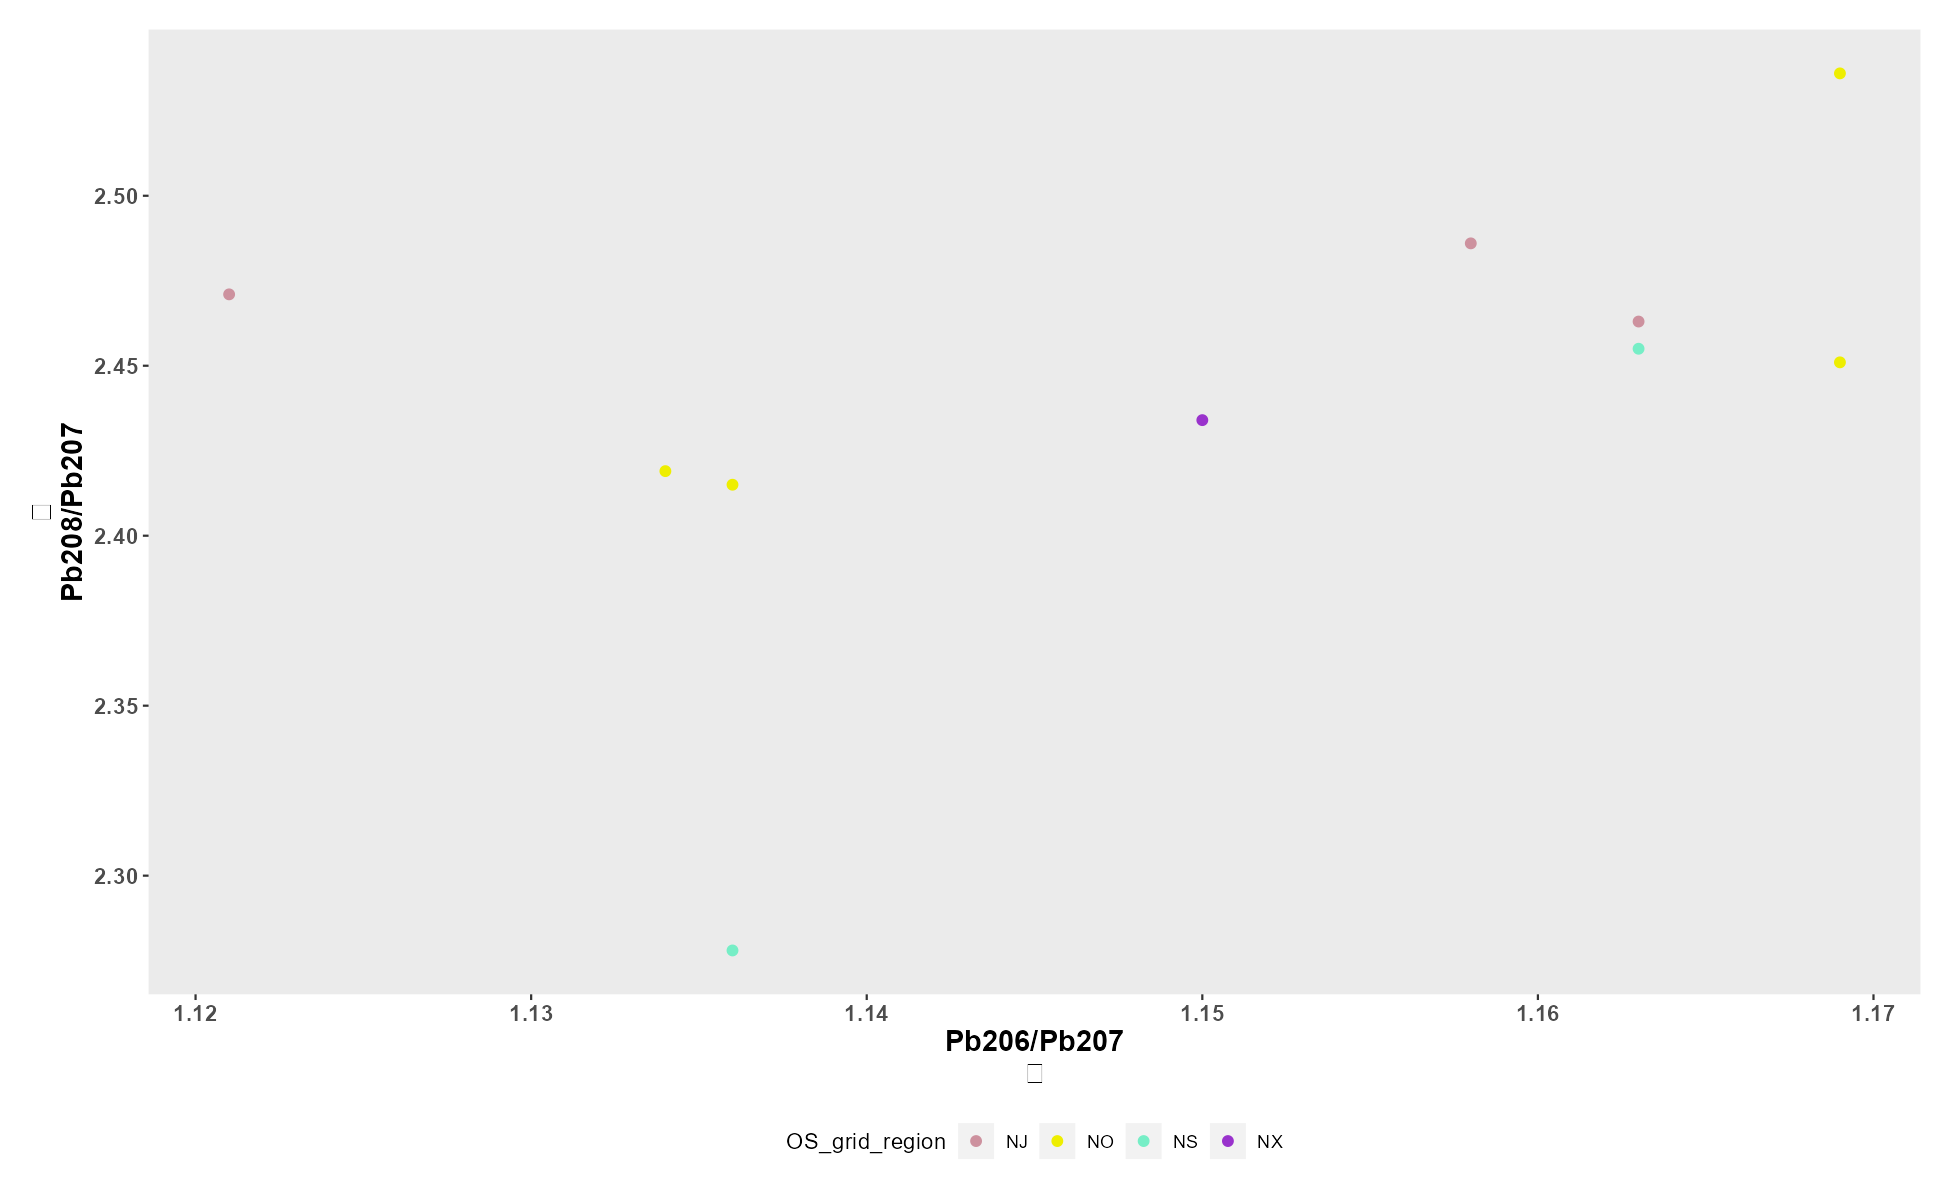 2.50
2.45
2.40
2.35
2.30
Pb208/Pb207
1.12 1.13 1.14 1.15 1.16 1.17
Pb206/Pb207
OS_grid_region NJ NO NS NX